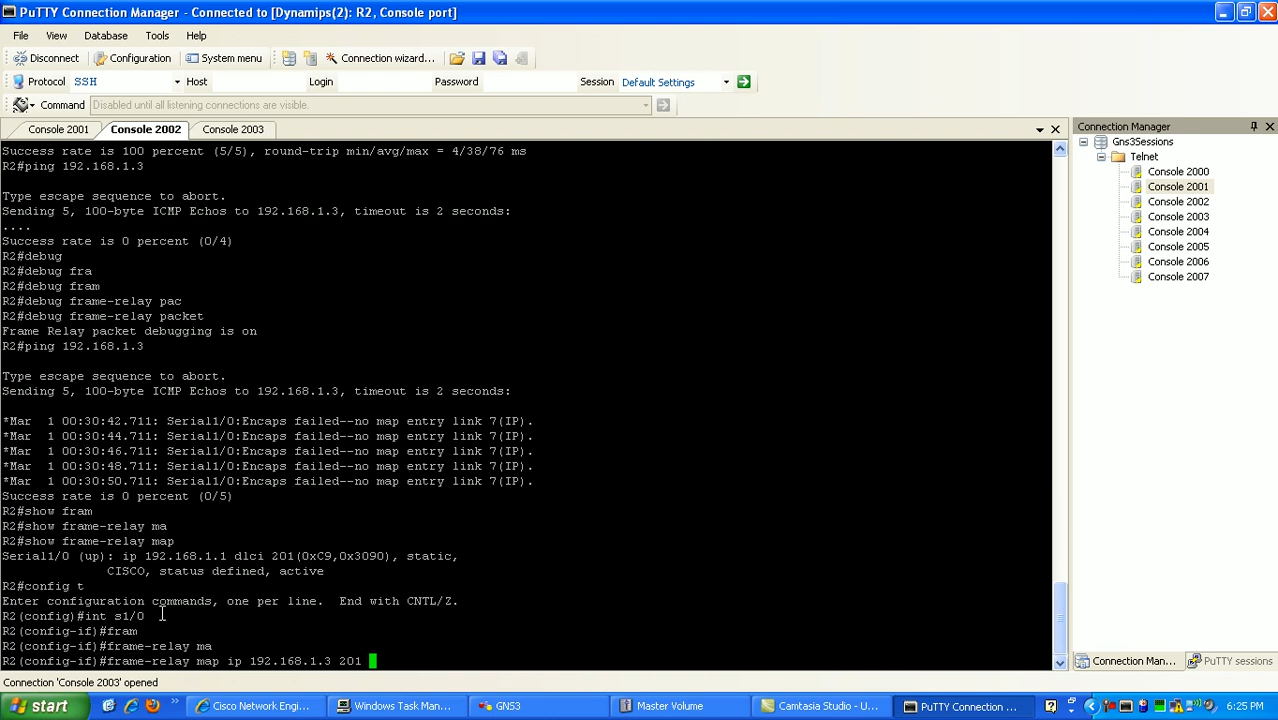 PuTTY Connection Manager - Connected to [Dynamips(2): R2, Console port]
File View Database Tools Help
Disconnect Configuration System menu Connection wizard...
Protocol SSH Host Login Password Session Default Settings
Command Disabled until all listening connections are visible.
Console 2001 Console 2002 Console 2003
Success rate is 100 percent (5/5), round-trip min/avg/max = 4/38/76 ms
R2#ping 192.168.1.3
Type escape sequence to abort.
Sending 5, 100-byte ICMP Echos to 192.168.1.3, timeout is 2 seconds:
....
Success rate is 0 percent (0/4)
R2#debug
R2#debug fra
R2#debug fram
R2#debug frame-relay pac
R2#debug frame-relay packet
Frame Relay packet debugging is on
R2#ping 192.168.1.3
Type escape sequence to abort.
Sending 5, 100-byte ICMP Echos to 192.168.1.3, timeout is 2 seconds:
*Mar  1 00:30:42.711: Serial1/0:Encaps failed--no map entry link 7(IP).
*Mar  1 00:30:44.711: Serial1/0:Encaps failed--no map entry link 7(IP).
*Mar  1 00:30:46.711: Serial1/0:Encaps failed--no map entry link 7(IP).
*Mar  1 00:30:48.711: Serial1/0:Encaps failed--no map entry link 7(IP).
*Mar  1 00:30:50.711: Serial1/0:Encaps failed--no map entry link 7(IP).
Success rate is 0 percent (0/5)
R2#show fram
R2#show frame-relay ma
R2#show frame-relay map
Serial1/0 (up): ip 192.168.1.1 dlci 201(0xC9,0x3090), static,
CISCO, status defined, active
R2#config t
Enter configuration commands, one per line.  End with CNTL/Z.
R2(config)#int s1/0
R2(config-if)#fram
R2(config-if)#frame-relay ma
R2(config-if)#frame-relay map ip 192.168.1.3 201
Connection Manager
Gns3Sessions
Telnet
Console 2000
Console 2001
Console 2002
Console 2003
Console 2004
Console 2005
Console 2006
Console 2007
Connection Man... PuTTY sessions
Connection 'Console 2003' opened
start Cisco Network Engi... Windows Task Man... GNS3 Master Volume Camtasia Studio - U... PuTTY Connection ... 6:25 PM